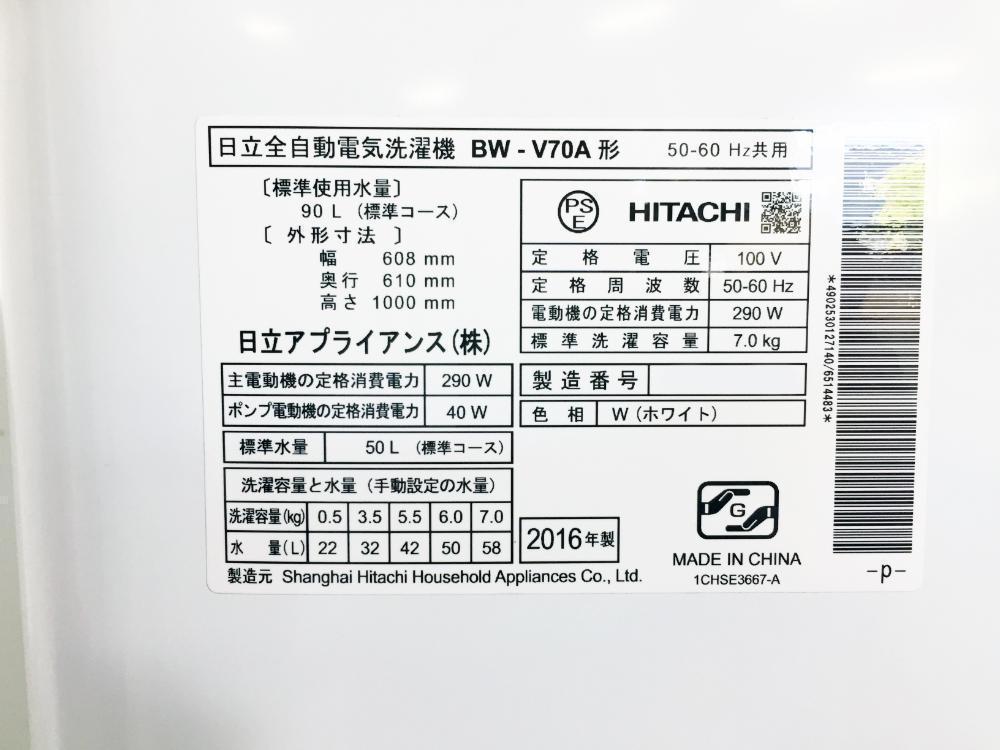 日立全自動電気洗濯機 BW - V70A 形 50-60 Hz共用
〔標準使用水量〕
90 L (標準コース)
〔 外形寸法 〕
幅 608 mm
奥行 610 mm
高さ 1000 mm
日立アプライアンス(株)
主電動機の定格消費電力 290 W
ポンプ電動機の定格消費電力 40 W
標準水量 50 L (標準コース)
洗濯容量と水量 (手動設定の水量)
洗濯容量(kg) 0.5 3.5 5.5 6.0 7.0
水 量(L) 22 32 42 50 58
製造元 Shanghai Hitachi Household Appliances Co., Ltd.
PS
E
HITACHI
定格電圧 100 V
定格周波数 50-60 Hz
電動機の定格消費電力 290 W
標準洗濯容量 7.0 kg
製造番号
色相 W (ホワイト)
2016年製
G
MADE IN CHINA
1CHSE3667-A
*4902530127140/6514483*
-p-